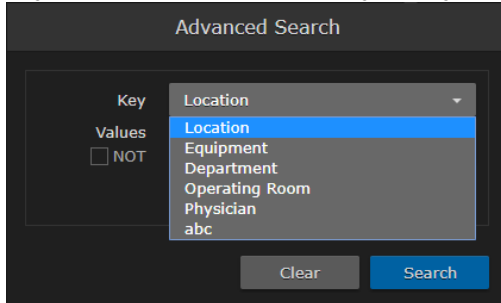 Advanced Search
Key Location
Values Location
NOT Equipment
Department
Operating Room
Physician
abc
Clear Search